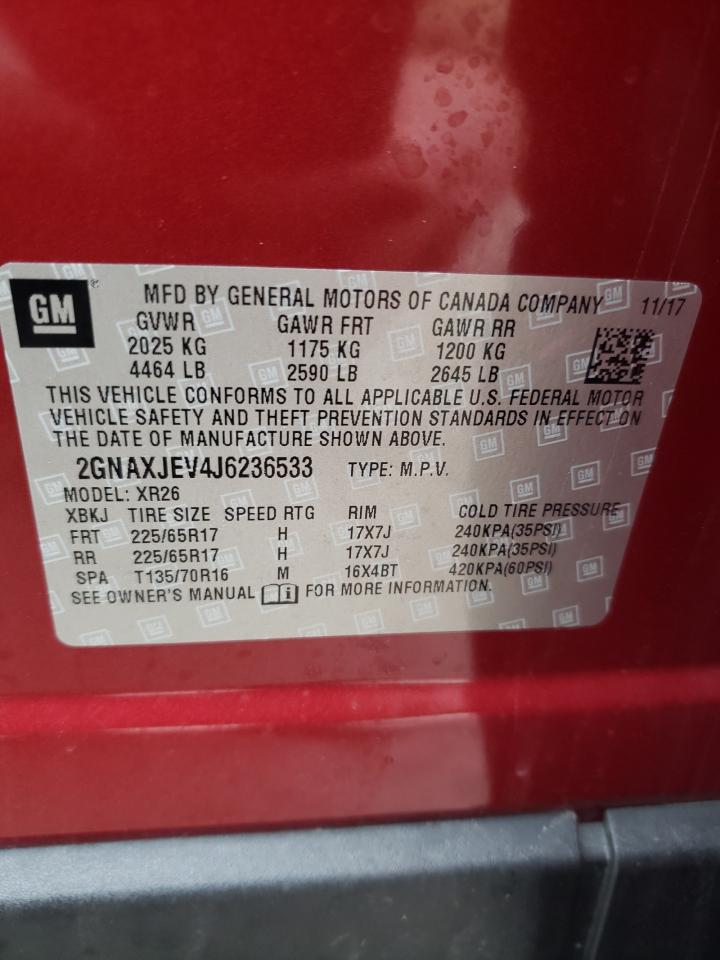 GM ® MFD BY GENERAL MOTORS OF CANADA COMPANY 11/17
GVWR GAWR FRT GAWR RR
2025 KG 1175 KG 1200 KG
4464 LB 2590 LB 2645 LB
THIS VEHICLE CONFORMS TO ALL APPLICABLE U.S. FEDERAL MOTOR
VEHICLE SAFETY AND THEFT PREVENTION STANDARDS IN EFFECT ON
THE DATE OF MANUFACTURE SHOWN ABOVE.
2GNAXJEV4J6236533 TYPE: M.P.V.
MODEL: XR26
XBKJ TIRE SIZE SPEED RTG RIM COLD TIRE PRESSURE
FRT 225/65R17 H 17X7J 240KPA(35PSI)
RR 225/65R17 H 17X7J 240KPA(35PSI)
SPA T135/70R16 M 16X4BT 420KPA(60PSI)
SEE OWNER'S MANUAL i FOR MORE INFORMATION.